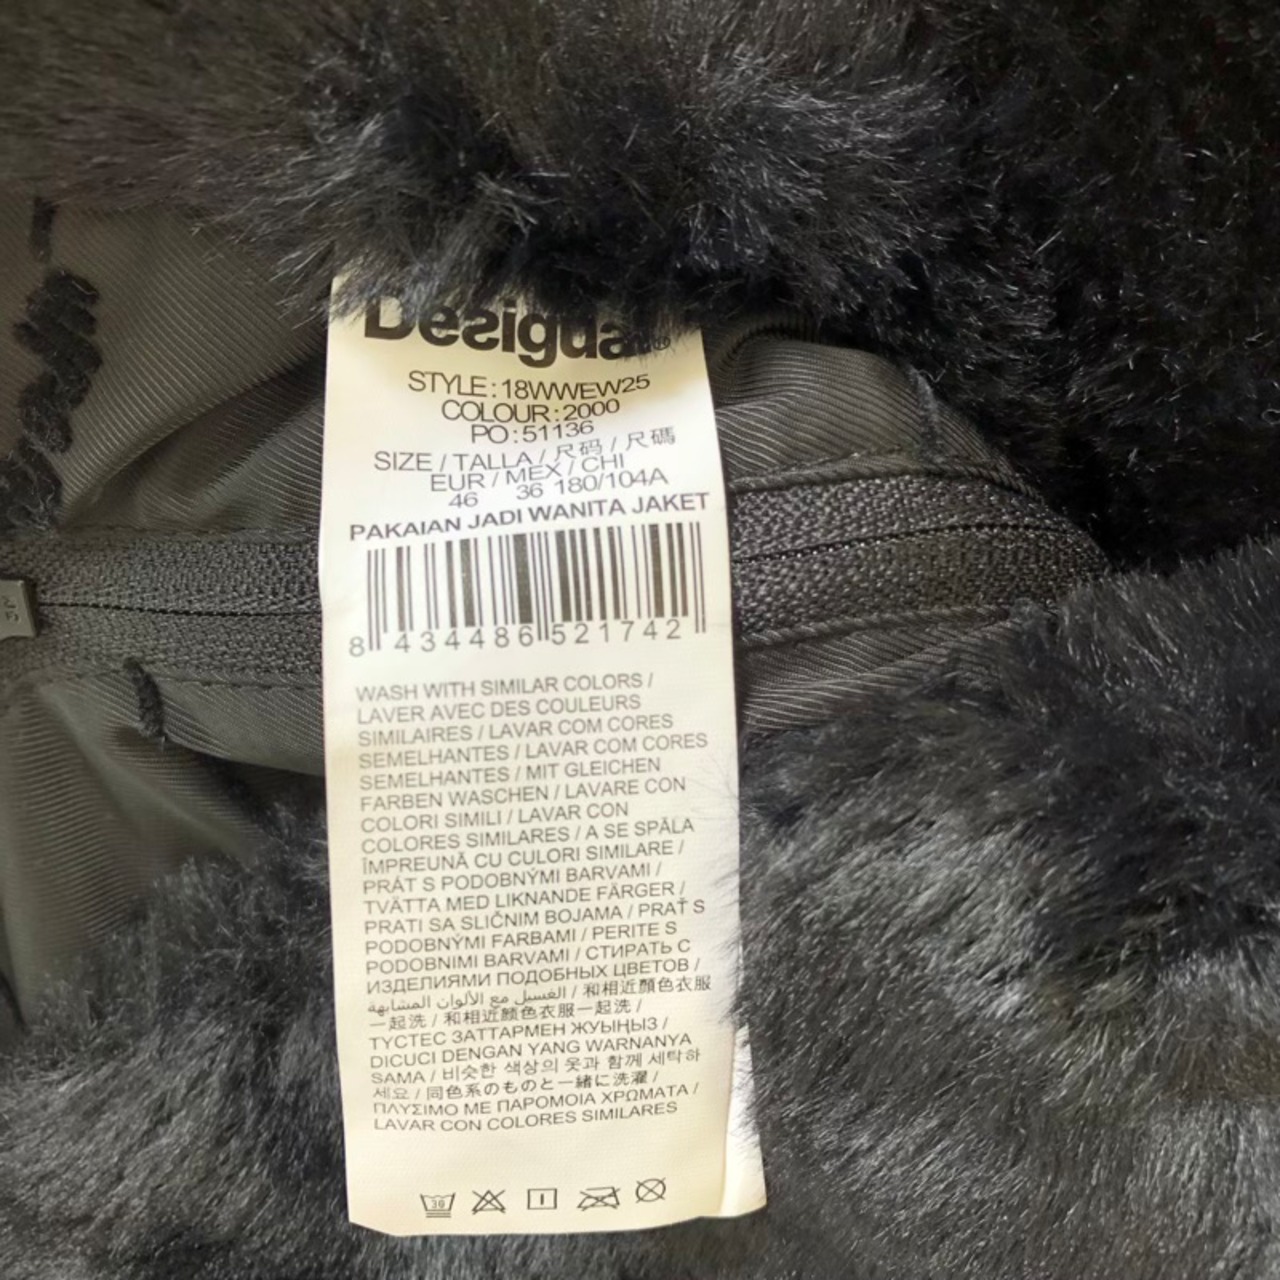 Desigual®
STYLE: 18WWEW25
COLOUR: 2000
PO: 51136
SIZE / TALLA / 尺码 / 尺碼
EUR / MEX / CHI
46 36 180/104A
PAKAIAN JADI WANITA JAKET
8 434486 521742
WASH WITH SIMILAR COLORS /
LAVER AVEC DES COULEURS
SIMILAIRES / LAVAR COM CORES
SEMELHANTES / LAVAR COM CORES
SEMELHANTES / MIT GLEICHEN
FARBEN WASCHEN / LAVARE CON
COLORI SIMILI / LAVAR CON
COLORES SIMILARES / A SE SPĂLA
ÎMPREUNĂ CU CULORI SIMILARE /
PRÁT S PODOBNÝMI BARVAMI /
TVÄTTA MED LIKNANDE FÄRGER /
PRATI SA SLIČNIM BOJAMA / PRAŤ S
PODOBNÝMI FARBAMI / PERITE S
PODOBNIMI BARVAMI / СТИРАТЬ С
ИЗДЕЛИЯМИ ПОДОБНЫХ ЦВЕТОВ /
الغسيل مع الألوان المشابهة / 和相近顏色衣服
一起洗 / 和相近颜色衣服一起洗 /
ТҮСТЕС ЗАТТАРМЕН ЖУЫҢЫЗ /
DICUCI DENGAN YANG WARNANYA
SAMA / 비슷한 색상의 옷과 함께 세탁하
세요 / 同色系のものと一緒に洗濯 /
ΠΛΥΣΙΜΟ ΜΕ ΠΑΡΟΜΟΙΑ ΧΡΩΜΑΤΑ /
LAVAR CON COLORES SIMILARES
30